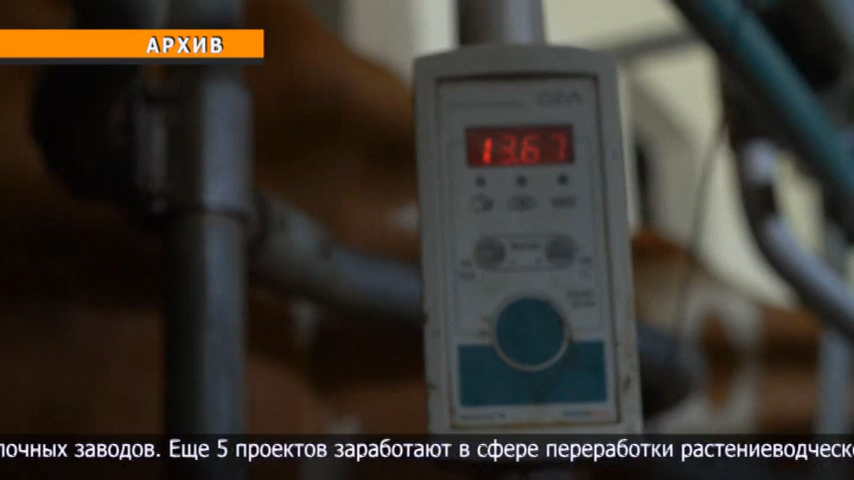 АРХИВ
13.67
лочных заводов. Еще 5 проектов заработают в сфере переработки растениеводческо